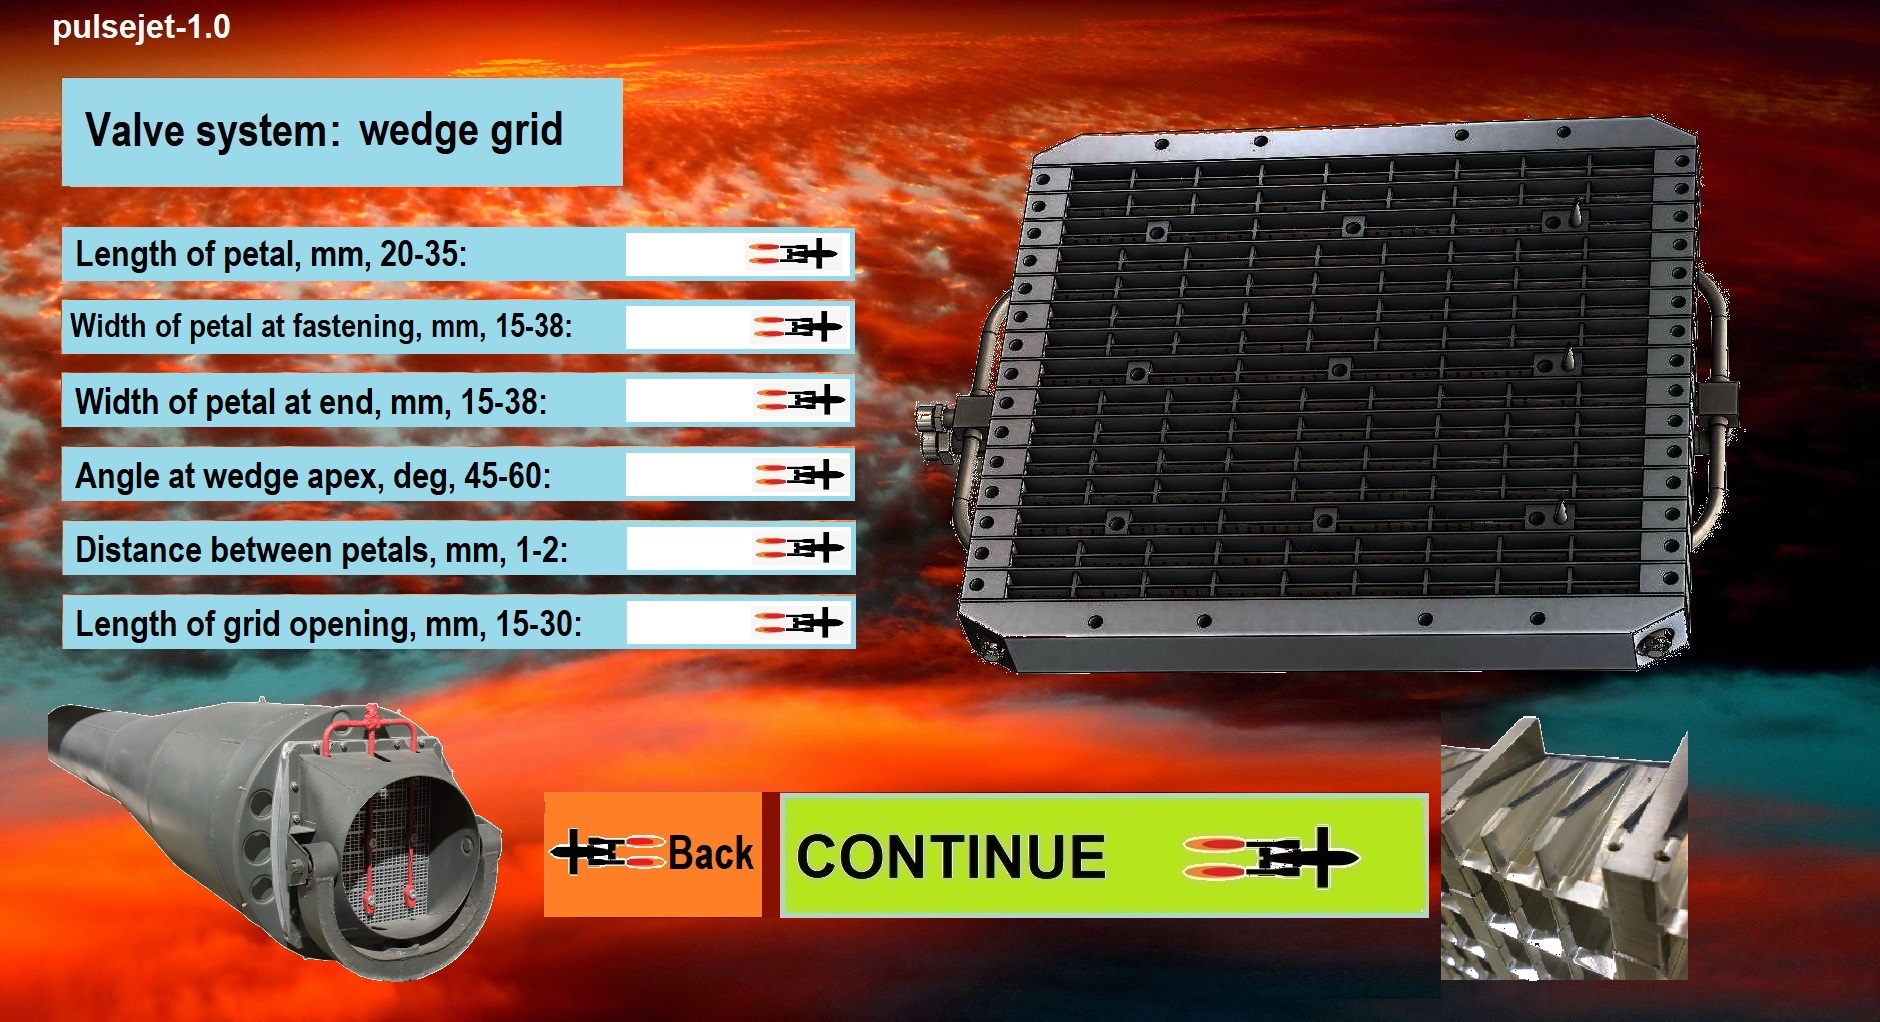 pulsejet-1.0
Valve system: wedge grid
Length of petal, mm, 20-35:
Width of petal at fastening, mm, 15-38:
Width of petal at end, mm, 15-38:
Angle at wedge apex, deg, 45-60:
Distance between petals, mm, 1-2:
Length of grid opening, mm, 15-30:
Back
CONTINUE